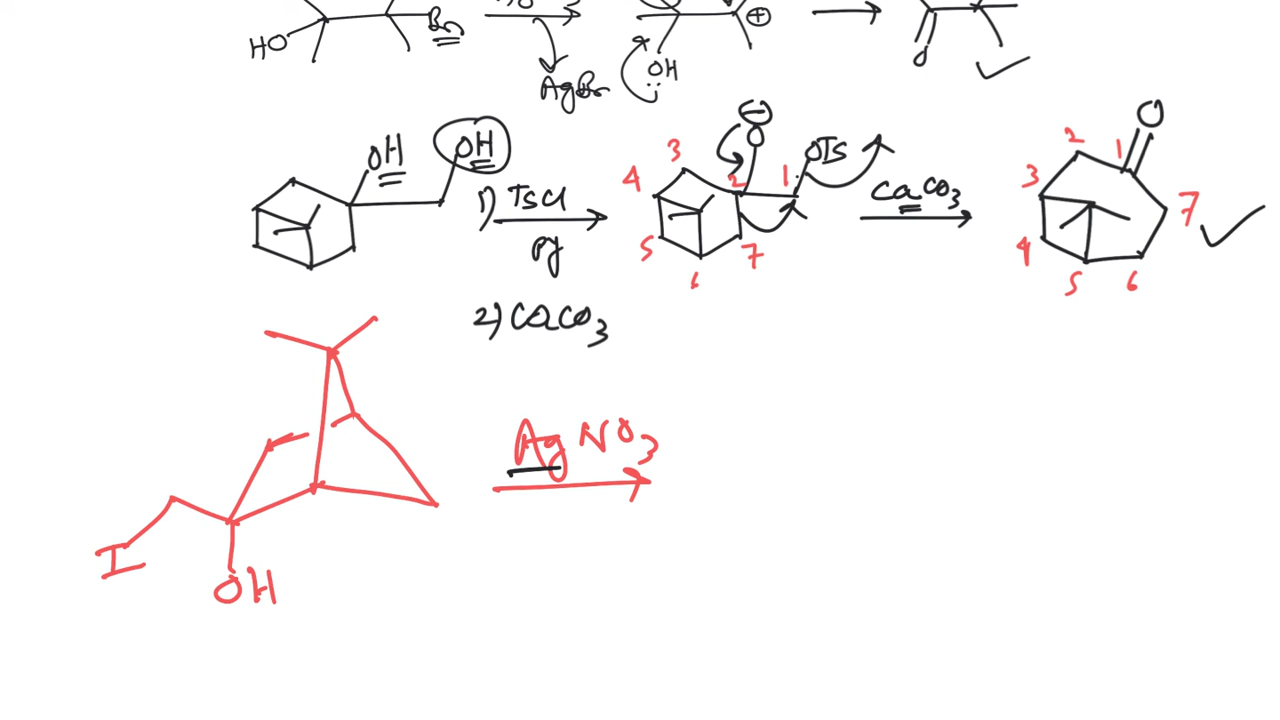 HO Br
AgBr
:OH
O
OH OH
1) TsCl
py
2) CaCO3
⊖
O
OTs
3 4 2 1 5 6 7
CaCO3
O
2 1 3 7 4 5 6
AgNO3
I
OH